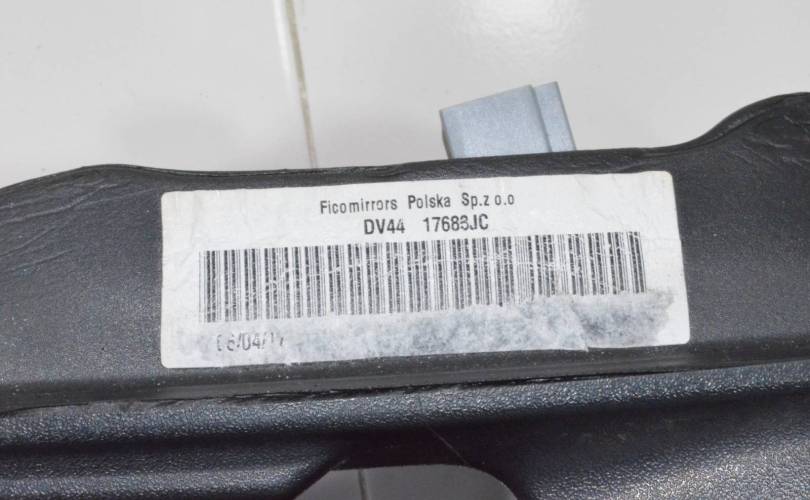 Ficomirrors Polska Sp.z o.o
DV44 17683JC